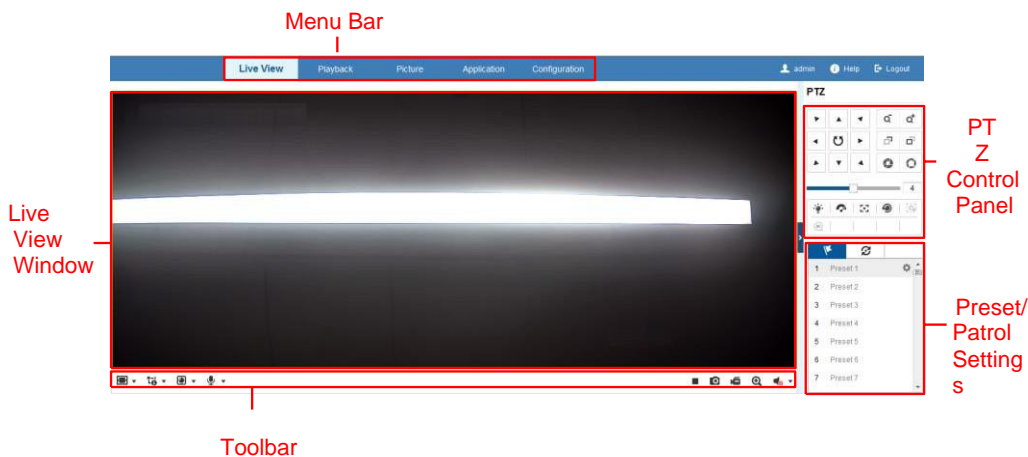 Menu Bar
Live View Playback Picture Application Configuration admin Help Logout
PTZ
PT
Z
Control
Panel
4
Live
View
Window
1 Preset 1
2 Preset 2
3 Preset 3
4 Preset 4
5 Preset 5
6 Preset 6
7 Preset 7
Preset/
Patrol
Setting
s
Toolbar